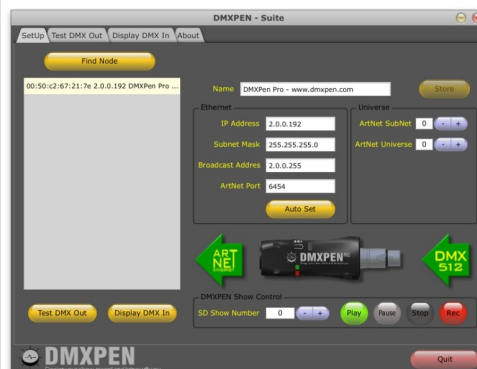 DMXPEN - Suite
SetUp Test DMX Out Display DMX In About
Find Node
00:50:c2:67:21:7e 2.0.0.192 DMXPen Pro ...
Name DMXPen Pro - www.dmxpen.com Store
Ethernet
IP Address 2.0.0.192
Subnet Mask 255.255.255.0
Broadcast Addres 2.0.0.255
ArtNet Port 6454
Auto Set
Universe
ArtNet SubNet 0 - +
ArtNet Universe 0 - +
ART
NET
DMXPEN
DMX
512
Test DMX Out Display DMX In
DMXPEN Show Control
SD Show Number 0 - + Play Pause Stop Rec
DMXPEN
Quit